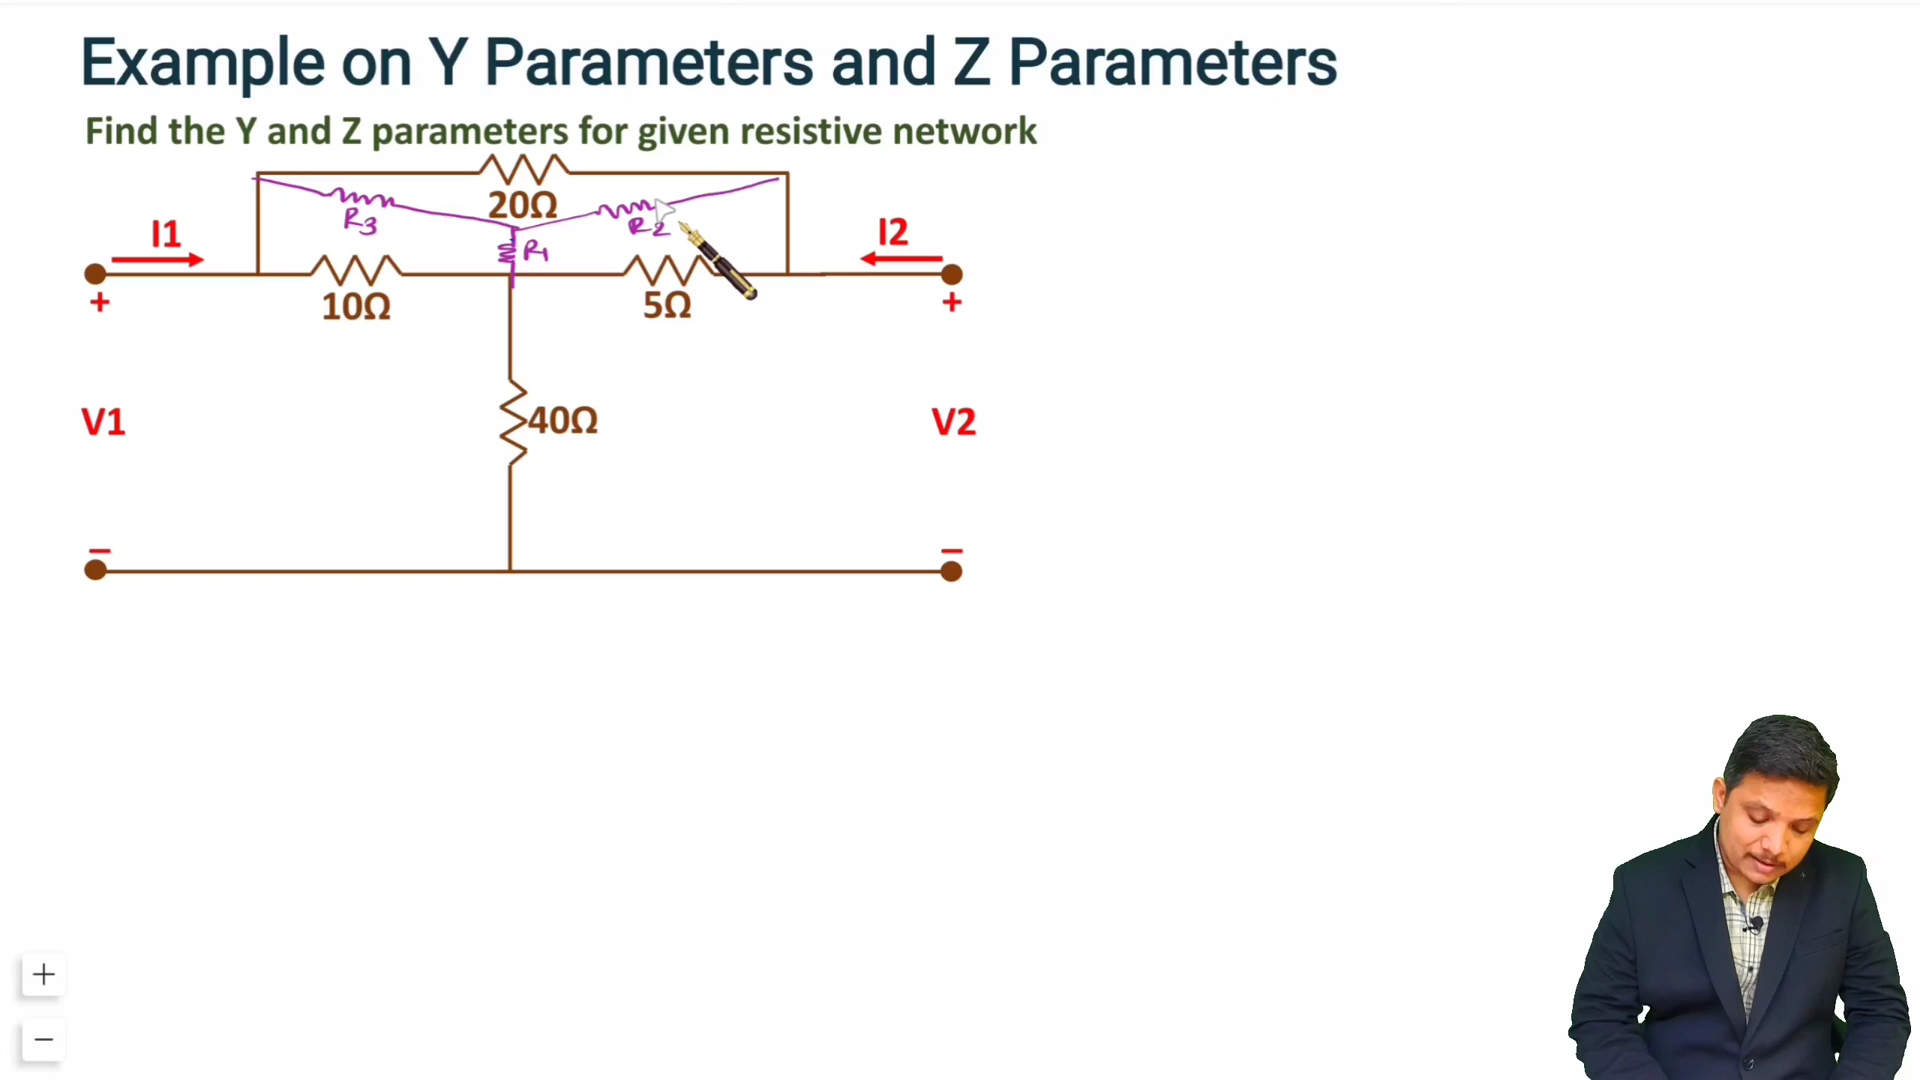 Example on Y Parameters and Z Parameters
Find the Y and Z parameters for given resistive network
20Ω
R3
R2
I1
R1
I2
+
10Ω
5Ω
+
V1
40Ω
V2
–
–
+
–